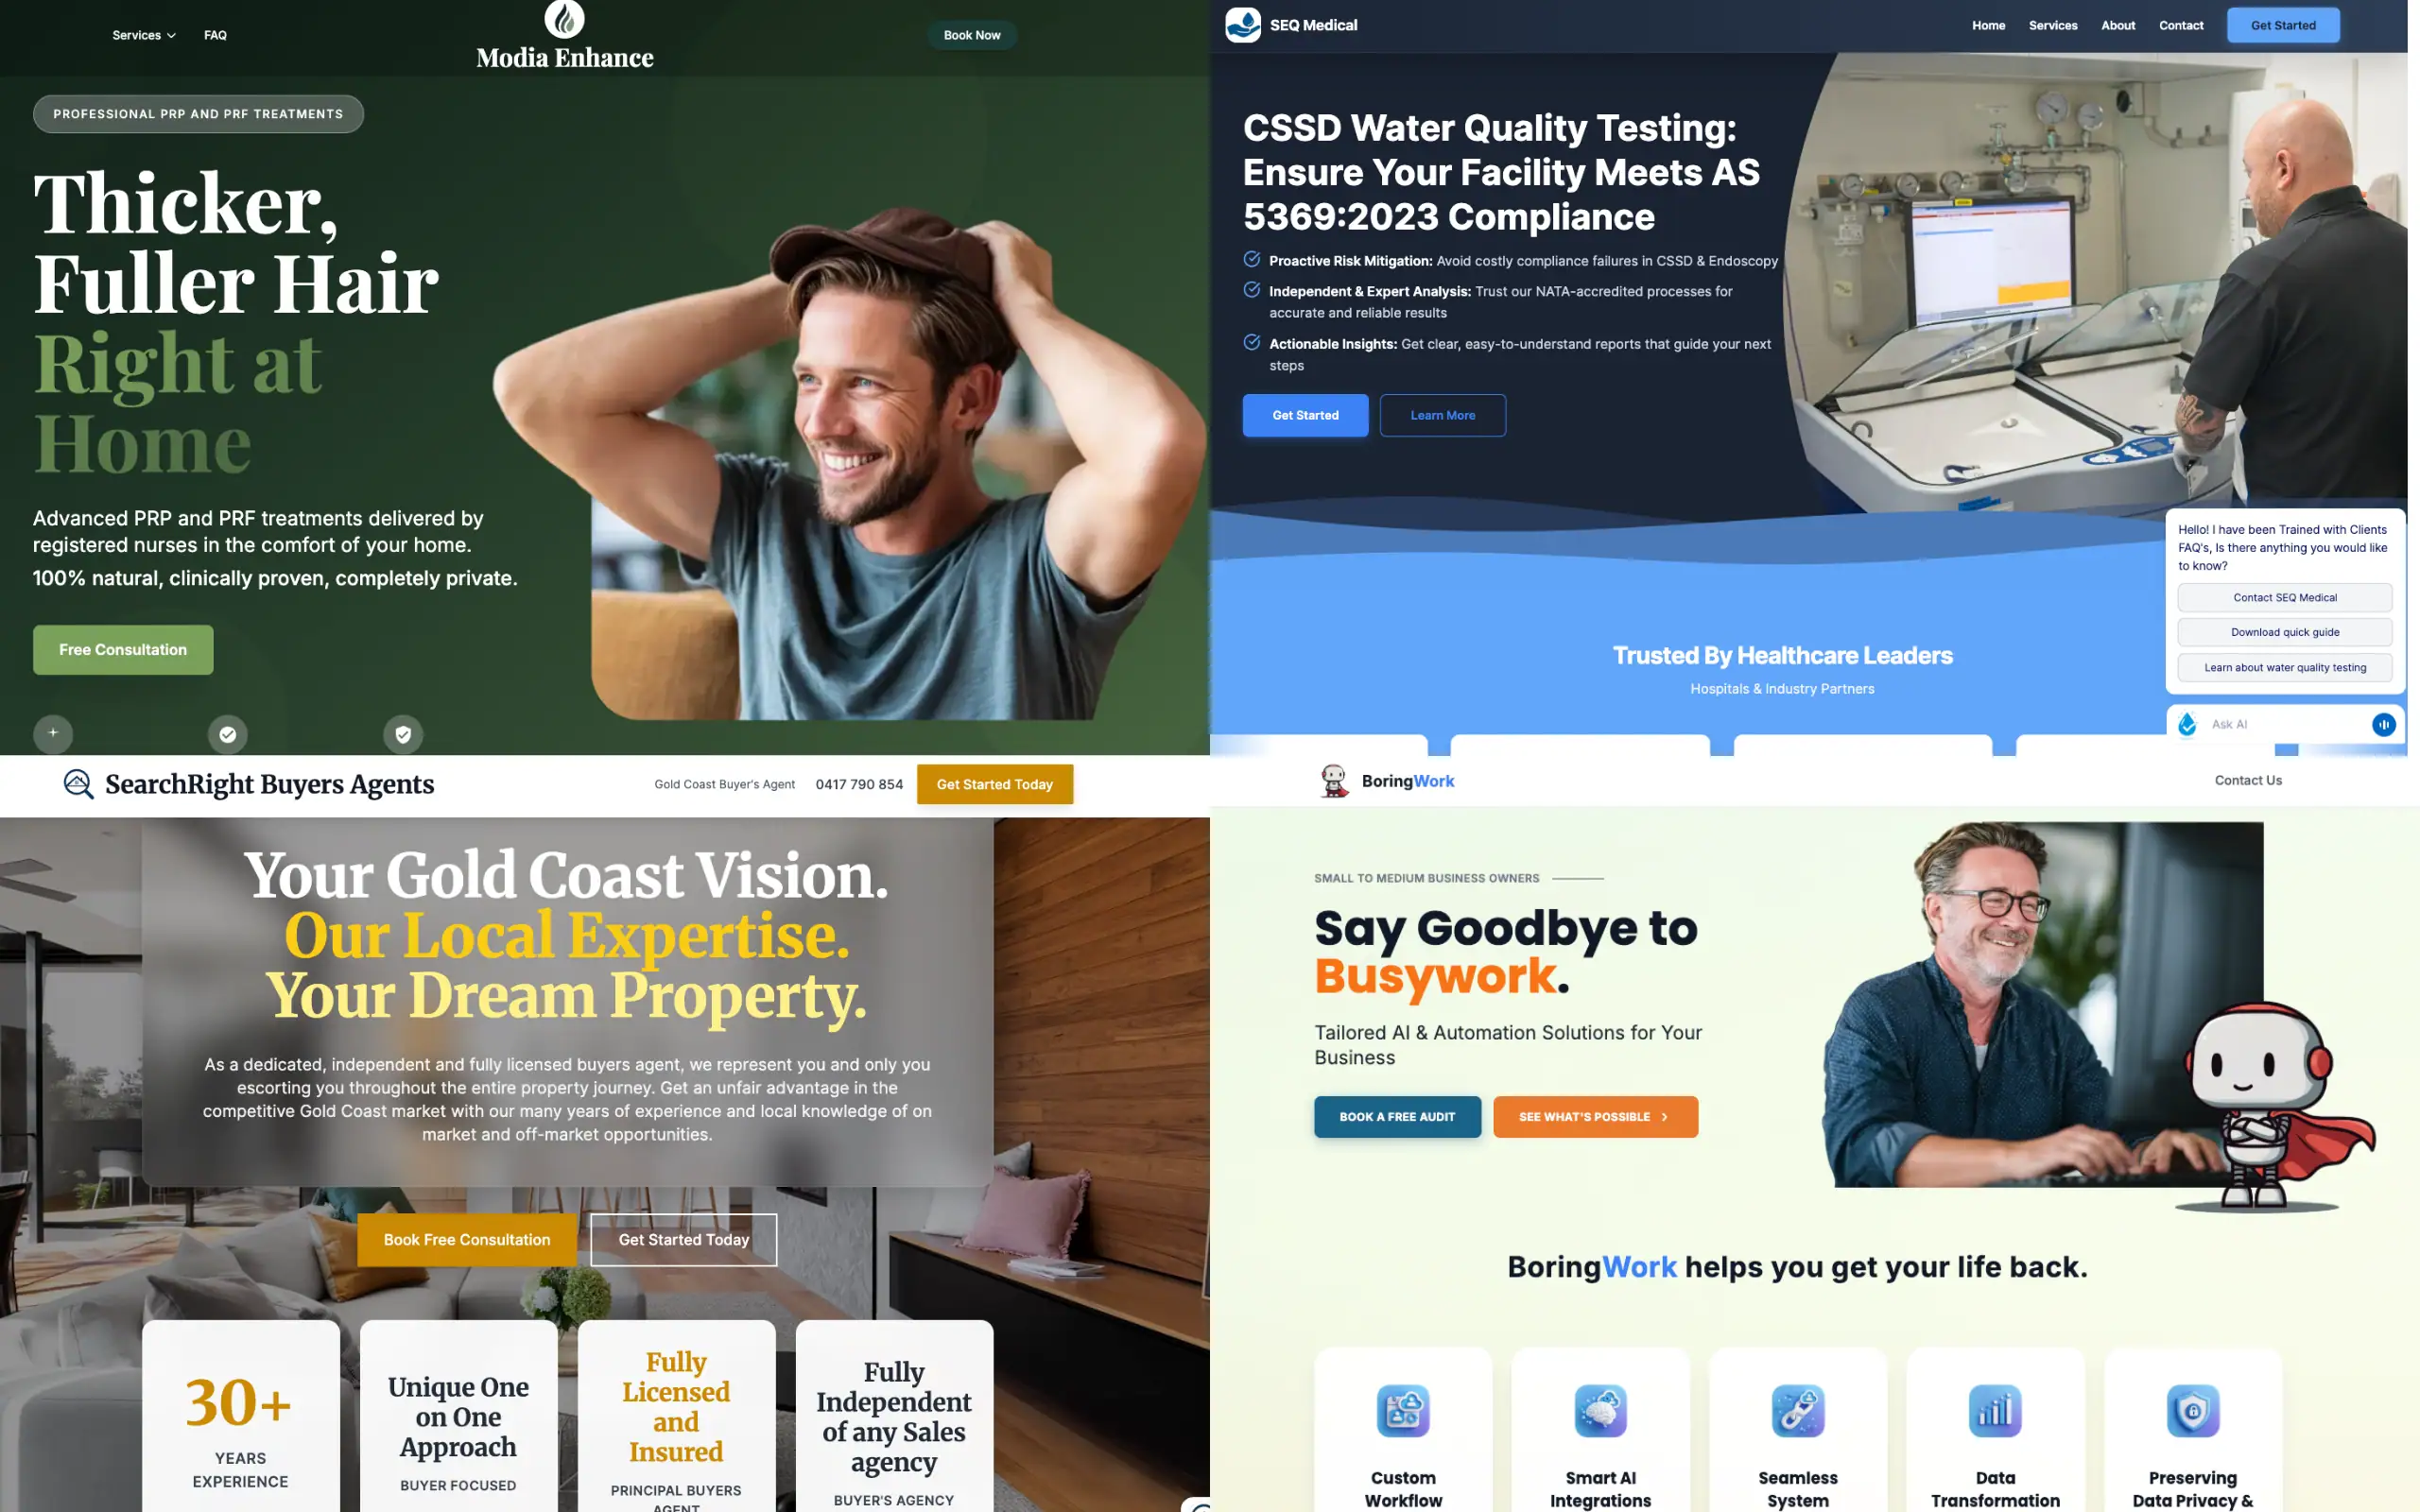 Services
FAQ
Modia Enhance
Book Now
PROFESSIONAL PRP AND PRF TREATMENTS
Thicker,
Fuller Hair
Right at
Home
Advanced PRP and PRF treatments delivered by
registered nurses in the comfort of your home.
100% natural, clinically proven, completely private.
Free Consultation
SEQ Medical
Home
Services
About
Contact
Get Started
CSSD Water Quality Testing:
Ensure Your Facility Meets AS
5369:2023 Compliance
Proactive Risk Mitigation: Avoid costly compliance failures in CSSD & Endoscopy
Independent & Expert Analysis: Trust our NATA-accredited processes for
accurate and reliable results
Actionable Insights: Get clear, easy-to-understand reports that guide your next
steps
Get Started
Learn More
Trusted By Healthcare Leaders
Hospitals & Industry Partners
Hello! I have been Trained with Clients
FAQ's, Is there anything you would like
to know?
Contact SEQ Medical
Download quick guide
Learn about water quality testing
Ask AI
SearchRight Buyers Agents
Gold Coast Buyer's Agent
0417 790 854
Get Started Today
Your Gold Coast Vision.
Our Local Expertise.
Your Dream Property.
As a dedicated, independent and fully licensed buyers agent, we represent you and only you
escorting you throughout the entire property journey. Get an unfair advantage in the
competitive Gold Coast market with our many years of experience and local knowledge of on
market and off-market opportunities.
Book Free Consultation
Get Started Today
30+
YEARS
EXPERIENCE
Unique One
on One
Approach
BUYER FOCUSED
Fully
Licensed
and
Insured
PRINCIPAL BUYERS
AGENT
Fully
Independent
of any Sales
agency
BUYER'S AGENCY
BoringWork
Contact Us
SMALL TO MEDIUM BUSINESS OWNERS
Say Goodbye to
Busywork.
Tailored AI & Automation Solutions for Your
Business
BOOK A FREE AUDIT
SEE WHAT'S POSSIBLE
BoringWork helps you get your life back.
Custom
Workflow
Smart AI
Integrations
Seamless
System
Data
Transformation
Preserving
Data Privacy &